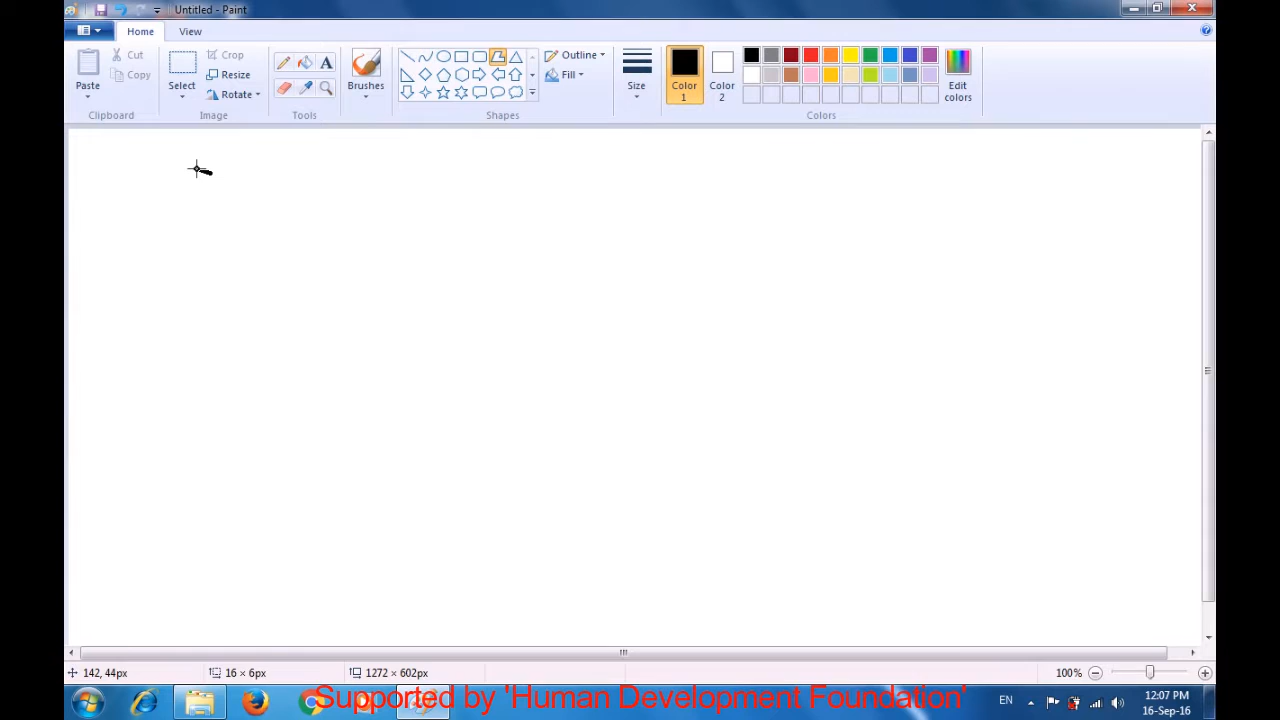 Untitled - Paint
Home View
Paste
Cut
Copy
Clipboard
Select
Crop
Resize
Rotate
Image
A
Tools
Brushes
Shapes
Outline
Fill
Size
Color
1
Color
2
Edit
colors
Colors
142, 44px
16 × 6px
1272 × 602px
100%
Supported by 'Human Development Foundation'
EN
12:07 PM
16-Sep-16